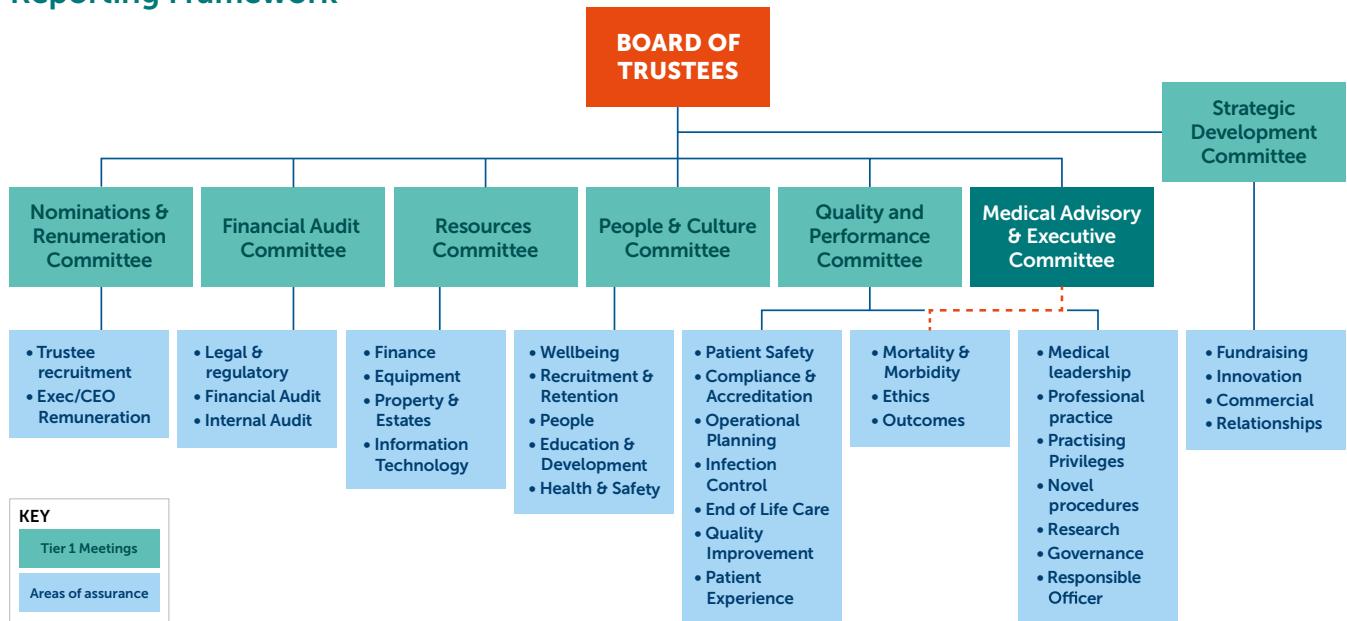 Reporting Framework
BOARD OF
TRUSTEES
Strategic
Development
Committee
Nominations &
Renumeration
Committee
Financial Audit
Committee
Resources
Committee
People & Culture
Committee
Quality and
Performance
Committee
Medical Advisory
& Executive
Committee
• Trustee
recruitment
• Exec/CEO
Remuneration
• Legal &
regulatory
• Financial Audit
• Internal Audit
• Finance
• Equipment
• Property &
Estates
• Information
Technology
• Wellbeing
• Recruitment &
Retention
• People
• Education &
Development
• Health & Safety
• Patient Safety
• Compliance &
Accreditation
• Operational
Planning
• Infection
Control
• End of Life Care
• Quality
Improvement
• Patient
Experience
• Mortality &
Morbidity
• Ethics
• Outcomes
• Medical
leadership
• Professional
practice
• Practising
Privileges
• Novel
procedures
• Research
• Governance
• Responsible
Officer
• Fundraising
• Innovation
• Commercial
• Relationships
KEY
Tier 1 Meetings
Areas of assurance